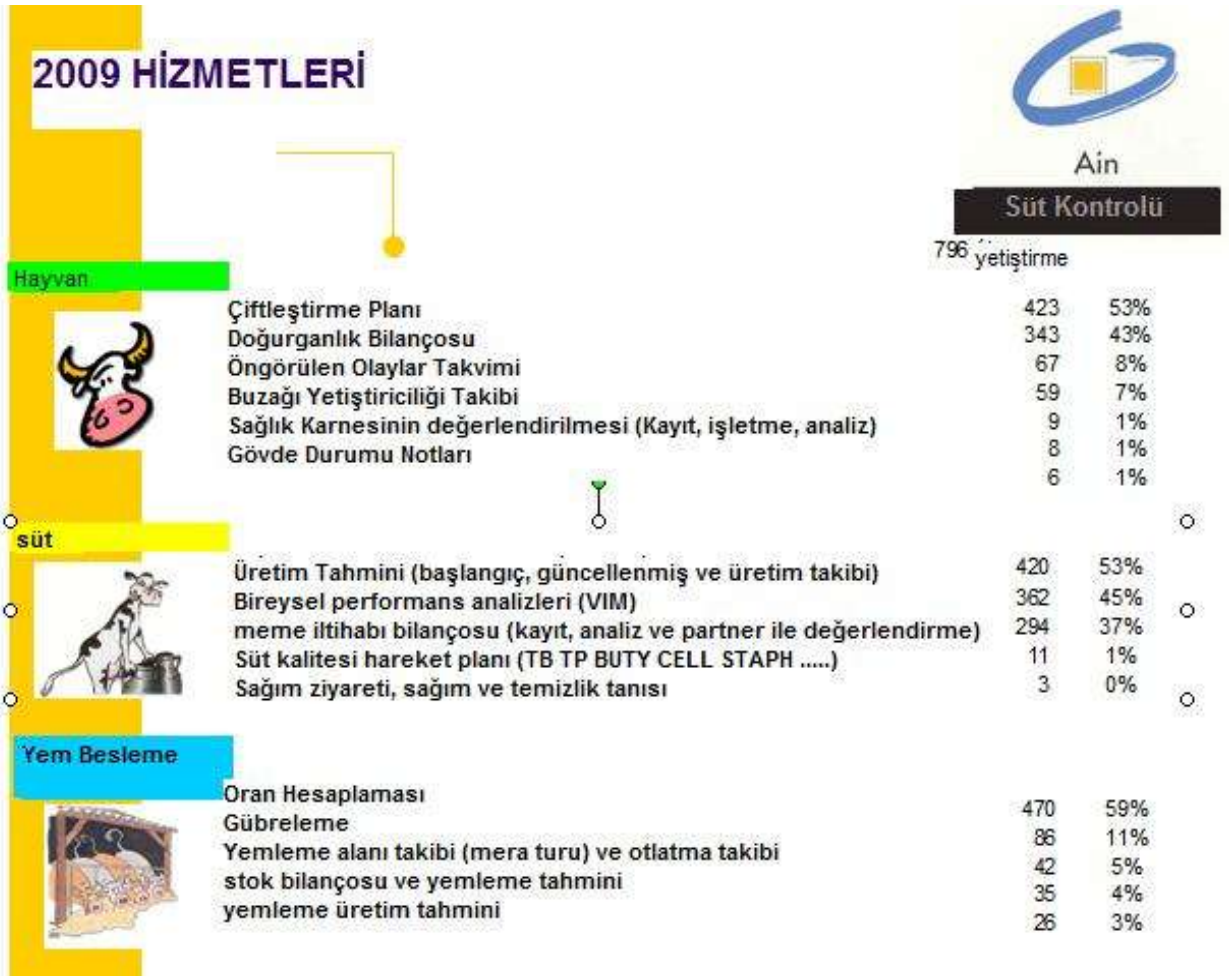 2009 HİZMETLERİ
Ain
Süt Kontrolü
796 yetiştirme
Hayvan
Çiftleştirme Planı 423 53%
Doğurganlık Bilançosu 343 43%
Öngörülen Olaylar Takvimi 67 8%
Buzağı Yetiştiriciliği Takibi 59 7%
Sağlık Karnesinin değerlendirilmesi (Kayıt, işletme, analiz) 9 1%
Gövde Durumu Notları 8 1%
6 1%
süt
Üretim Tahmini (başlangıç, güncellenmiş ve üretim takibi) 420 53%
Bireysel performans analizleri (VIM) 362 45%
meme iltihabı bilançosu (kayıt, analiz ve partner ile değerlendirme) 294 37%
Süt kalitesi hareket planı (TB TP BUTY CELL STAPH .....) 11 1%
Sağım ziyareti, sağım ve temizlik tanısı 3 0%
Yem Besleme
Oran Hesaplaması 470 59%
Gübreleme 86 11%
Yemleme alanı takibi (mera turu) ve otlatma takibi 42 5%
stok bilançosu ve yemleme tahmini 35 4%
yemleme üretim tahmini 26 3%